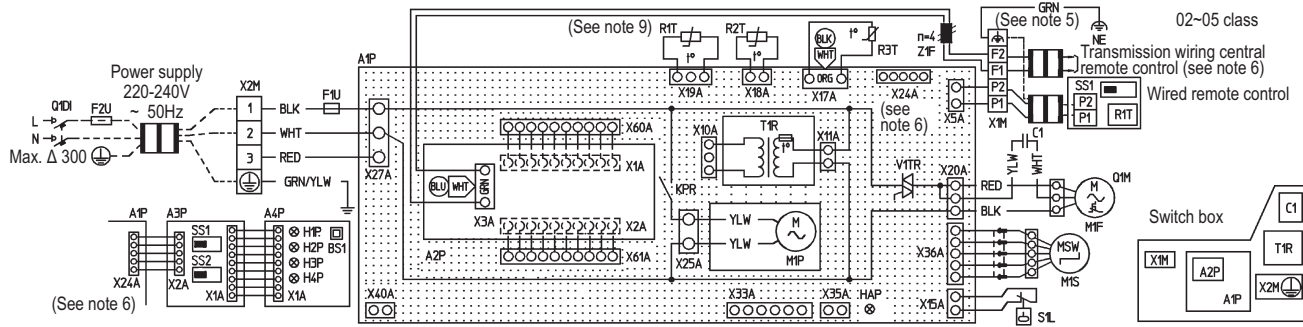 GRN
(See note 5)
NE
02~05 class
(See note 9)
R1T
t°
R2T
t°
BLK
WHT
t°
R3T
n=4
Z1F
F2
F1
P2
P1
X1M
Transmission wiring central
remote control (see note 6)
SS1
P2
P1
R1T
Wired remote control
A1P
X19A
X18A
ORG
X17A
X24A
(see
note 6)
X5A
Power supply
220-240V
~ 50Hz
Q1DI
L
F2U
N
Max. Δ 300
X2M
1
2
3
BLK
F1U
WHT
RED
GRN/YLW
X27A
X60A
X1A
BLU
WHT
GRN
X3A
X2A
A2P
X61A
KPR
X10A
T1R
t°
X11A
X25A
YLW
YLW
M
M1P
V1TR
X20A
RED
BLK
YLW
C1
WHT
M
Q1M
M1F
X36A
MSW
M1S
X15A
S1L
X40A
X33A
X35A
HAP
A1P
X24A
(See note 6)
A3P
SS1
SS2
X2A
X1A
A4P
H1P
H2P
H3P
H4P
BS1
X1A
Switch box
C1
X1M
A2P
A1P
T1R
X2M